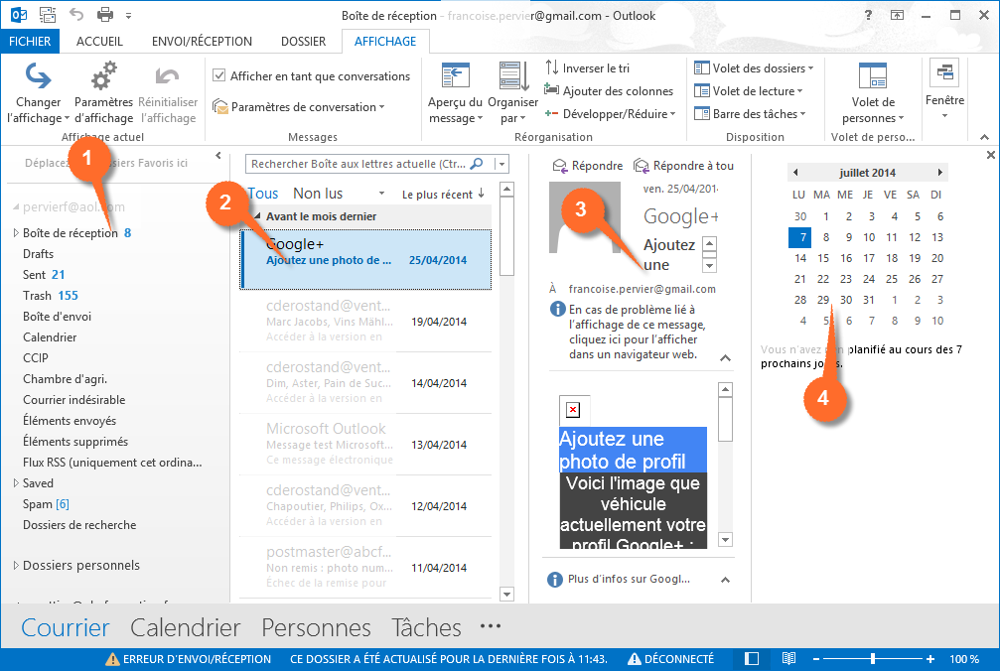 Boîte de réception - francoise.pervier@gmail.com - Outlook
FICHIER ACCUEIL ENVOI/RÉCEPTION DOSSIER AFFICHAGE
Changer l'affichage
Paramètres d'affichage
Réinitialiser l'affichage
Affichage actuel
Afficher en tant que conversations
Paramètres de conversation
Messages
Aperçu du message
Organiser par
Inverser le tri
Ajouter des colonnes
Développer/Réduire
Réorganisation
Volet des dossiers
Volet de lecture
Barre des tâches
Disposition
Volet de personnes
Volet de perso...
Fenêtre
1
Favoris ici
pervierf@aol.com
Boîte de réception 8
Drafts
Sent 21
Trash 155
Boîte d'envoi
Calendrier
CCIP
Chambre d'agri.
Courrier indésirable
Éléments envoyés
Éléments supprimés
Flux RSS (uniquement cet ordina...
Saved
Spam [6]
Dossiers de recherche
Dossiers personnels
Rechercher Boîte aux lettres actuelle (Ctr...
Tous Non lus Le plus récent
2
Avant le mois dernier
Google+
Ajoutez une photo de ... 25/04/2014
cderostand@vent...
Marc Jacobs, Vins Mähl... 19/04/2014
Accéder à la version en
cderostand@vent...
Dim, Aster, Pain de Suc... 14/04/2014
Accéder à la version en
Microsoft Outlook
Message test Microsoft... 13/04/2014
Ce message électronique
cderostand@vent...
Chapoutier, Philips, Ox... 12/04/2014
Accéder à la version en
postmaster@abcf...
Non remis : photo num... 11/04/2014
Échec de la remise pour
Répondre Répondre à tou
ven. 25/04/201
3
Google+
Ajoutez
une
À francoise.pervier@gmail.com
En cas de problème lié à
l'affichage de ce message,
cliquez ici pour l'afficher
dans un navigateur web.
Ajoutez une
photo de profil
Voici l'image que
véhicule
actuellement votre
profil Google+ :
Plus d'infos sur Googl...
juillet 2014
LU MA ME JE VE SA DI
30 1 2 3 4 5 6
7 8 9 10 11 12 13
14 15 16 17 18 19 20
21 22 23 24 25 26 27
28 29 30 31 1 2 3
4 5 6 7 8 9 10
Vous n'avez rien planifié au cours des 7
prochains jours.
4
Courrier Calendrier Personnes Tâches ...
ERREUR D'ENVOI/RÉCEPTION CE DOSSIER A ÉTÉ ACTUALISÉ POUR LA DERNIÈRE FOIS À 11:43. DÉCONNECTÉ 100 %